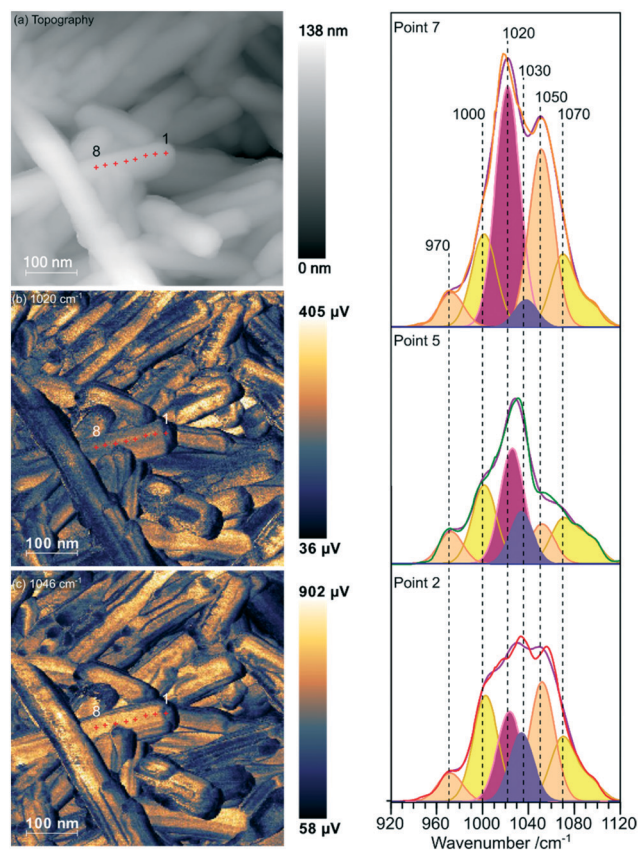 (a) Topography
8
1
100 nm
138 nm
0 nm
(b) 1020 cm⁻¹
8
1
100 nm
405 µV
36 µV
(c) 1046 cm⁻¹
8
1
100 nm
902 µV
58 µV
Point 7
1020
1030
1000
1050
1070
970
Point 5
Point 2
920 960 1000 1040 1080 1120
Wavenumber /cm⁻¹